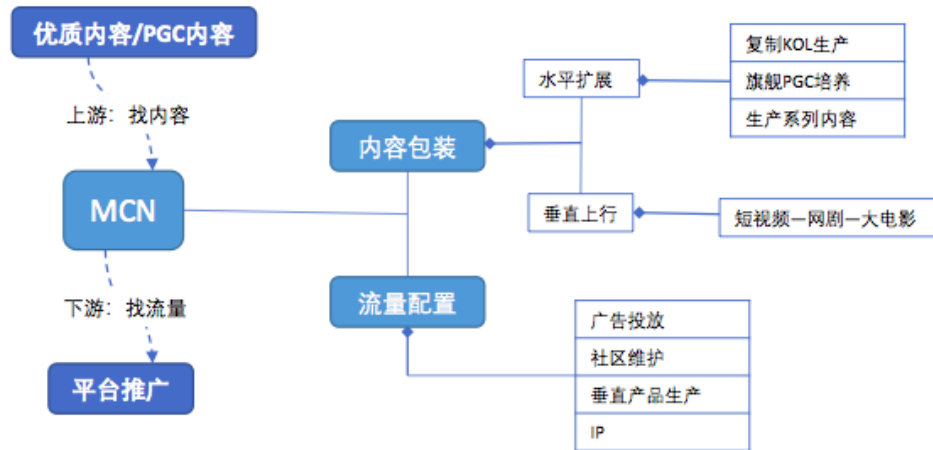 优质内容/PGC内容
上游：找内容
MCN
下游：找流量
平台推广
内容包装
流量配置
水平扩展
垂直上行
复制KOL生产
旗舰PGC培养
生产系列内容
短视频—网剧—大电影
广告投放
社区维护
垂直产品生产
IP